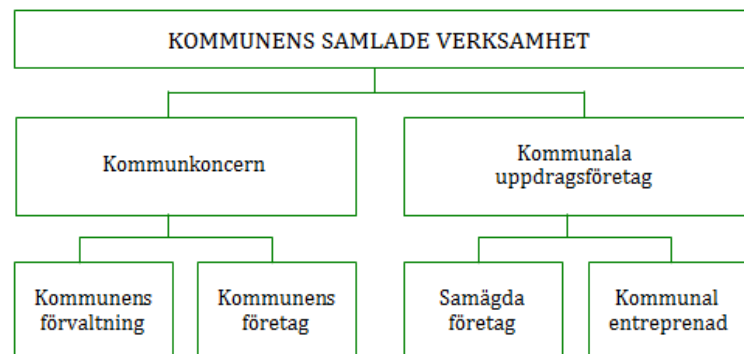 KOMMUNENS SAMLADE VERKSAMHET
Kommunkoncern
Kommunala
uppdragsföretag
Kommunens
förvaltning
Kommunens
företag
Samägda
företag
Kommunal
entreprenad